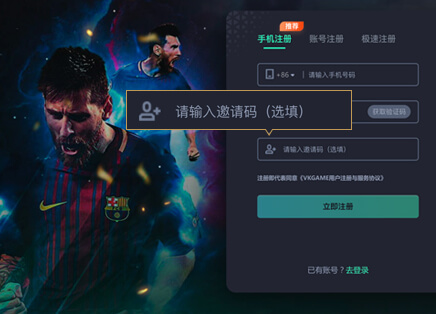 推荐
手机注册 账号注册 极速注册
+86 请输入手机号码
请输入邀请码（选填）
获取验证码
请输入邀请码（选填）
注册即代表同意《VKGAME用户注册与服务协议》
立即注册
已有账号？去登录